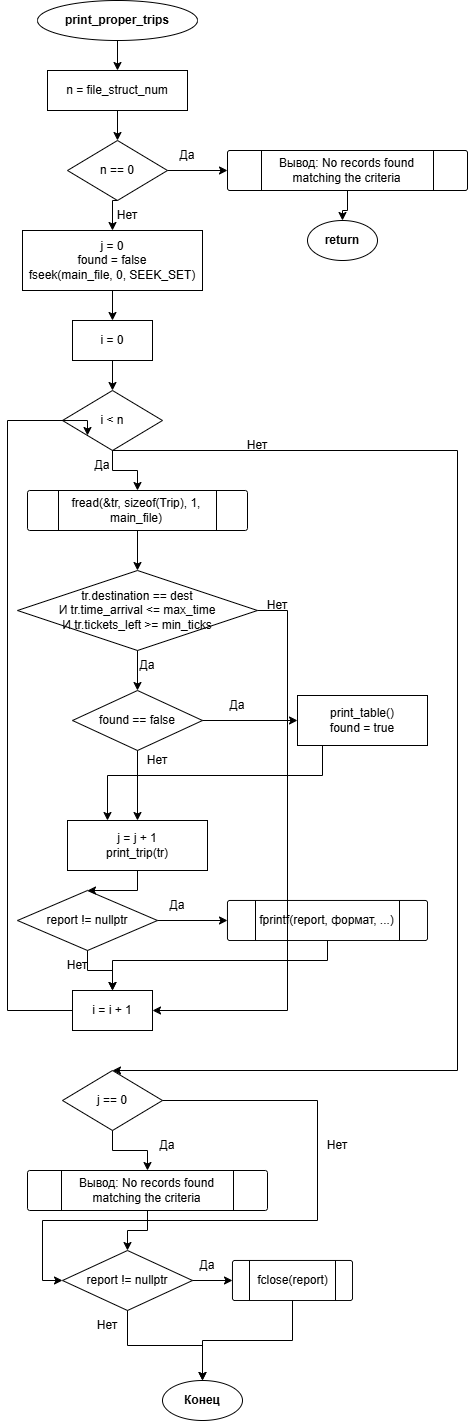 print_proper_trips
n = file_struct_num
n == 0
Да
Вывод: No records found
matching the criteria
Нет
return
j = 0
found = false
fseek(main_file, 0, SEEK_SET)
i = 0
i < n
Нет
Да
fread(&tr, sizeof(Trip), 1,
main_file)
tr.destination == dest
И tr.time_arrival <= max_time
И tr.tickets_left >= min_ticks
Нет
Да
found == false
Да
print_table()
found = true
Нет
j = j + 1
print_trip(tr)
report != nullptr
Да
fprintf(report, формат, ...)
Нет
i = i + 1
j == 0
Да
Нет
Вывод: No records found
matching the criteria
report != nullptr
Да
fclose(report)
Нет
Конец